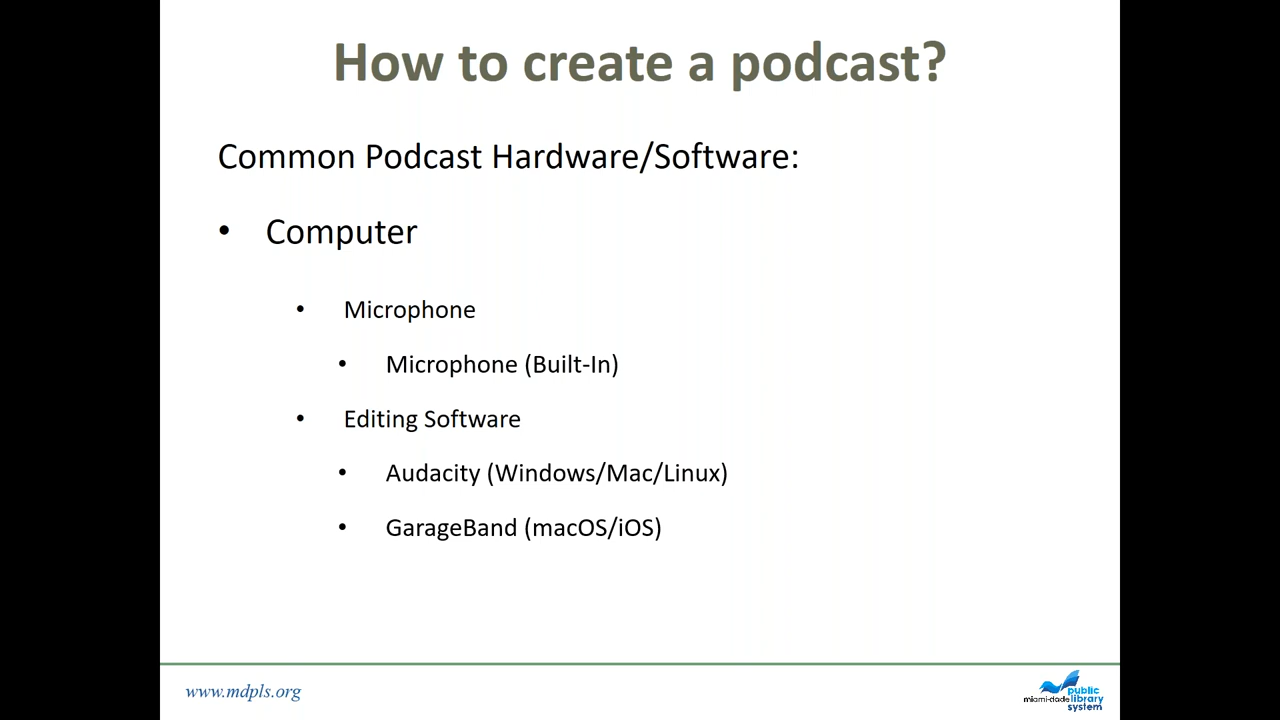 How to create a podcast?
Common Podcast Hardware/Software:
• Computer
• Microphone
• Microphone (Built-In)
• Editing Software
• Audacity (Windows/Mac/Linux)
• GarageBand (macOS/iOS)
www.mdpls.org
public
miami-dade library
system